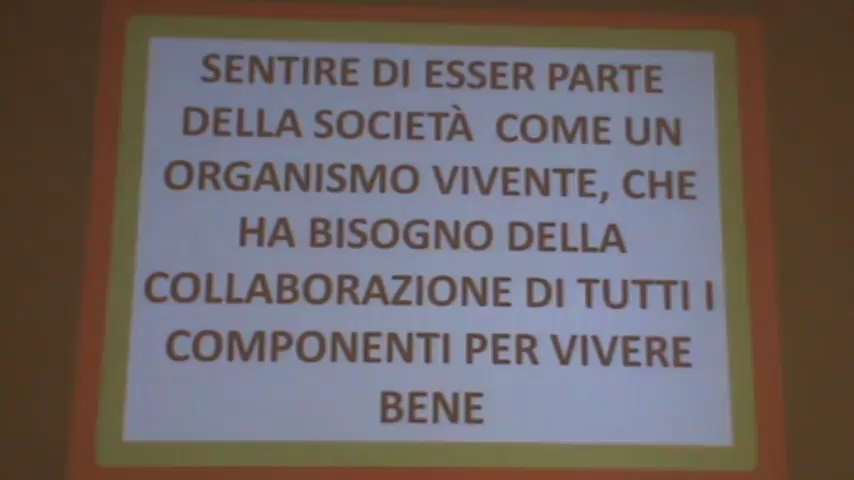 SENTIRE DI ESSER PARTE
DELLA SOCIETÀ COME UN
ORGANISMO VIVENTE, CHE
HA BISOGNO DELLA
COLLABORAZIONE DI TUTTI I
COMPONENTI PER VIVERE
BENE